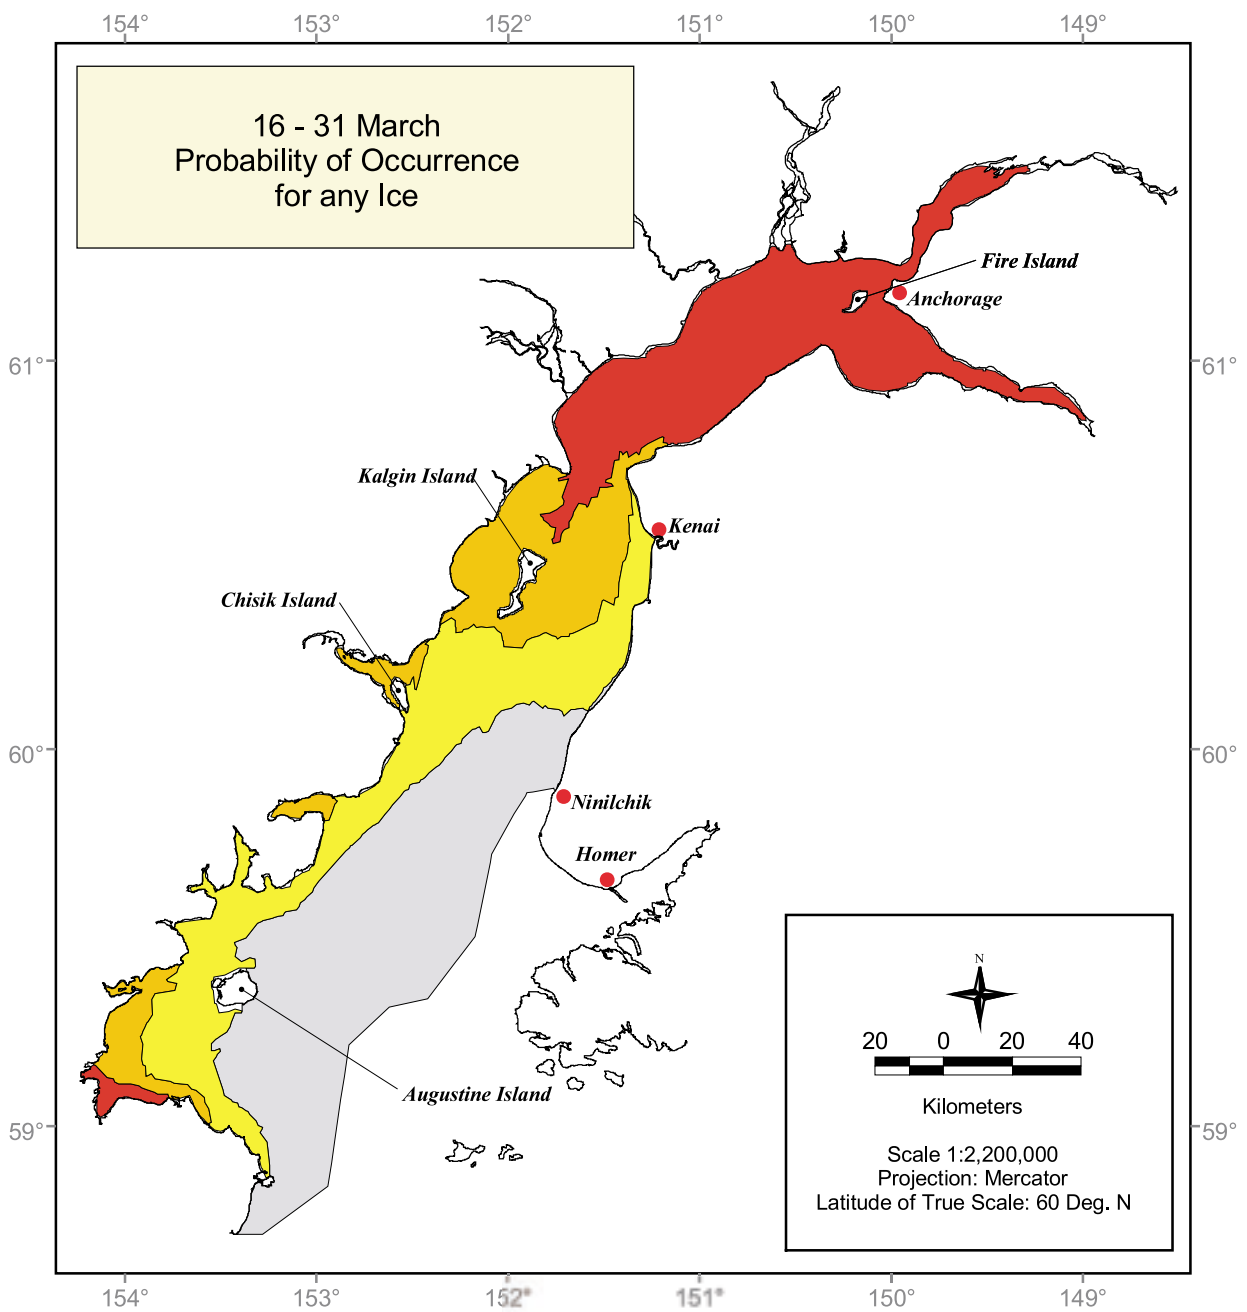 154° 153° 152° 151° 150° 149°
16 - 31 March
Probability of Occurrence
for any Ice
Fire Island
Anchorage
61° 61°
Kalgin Island
Kenai
Chisik Island
60° 60°
Ninilchik
Homer
N
20 0 20 40
Augustine Island
Kilometers
59° 59°
Scale 1:2,200,000
Projection: Mercator
Latitude of True Scale: 60 Deg. N
154° 153° 152° 151° 150° 149°